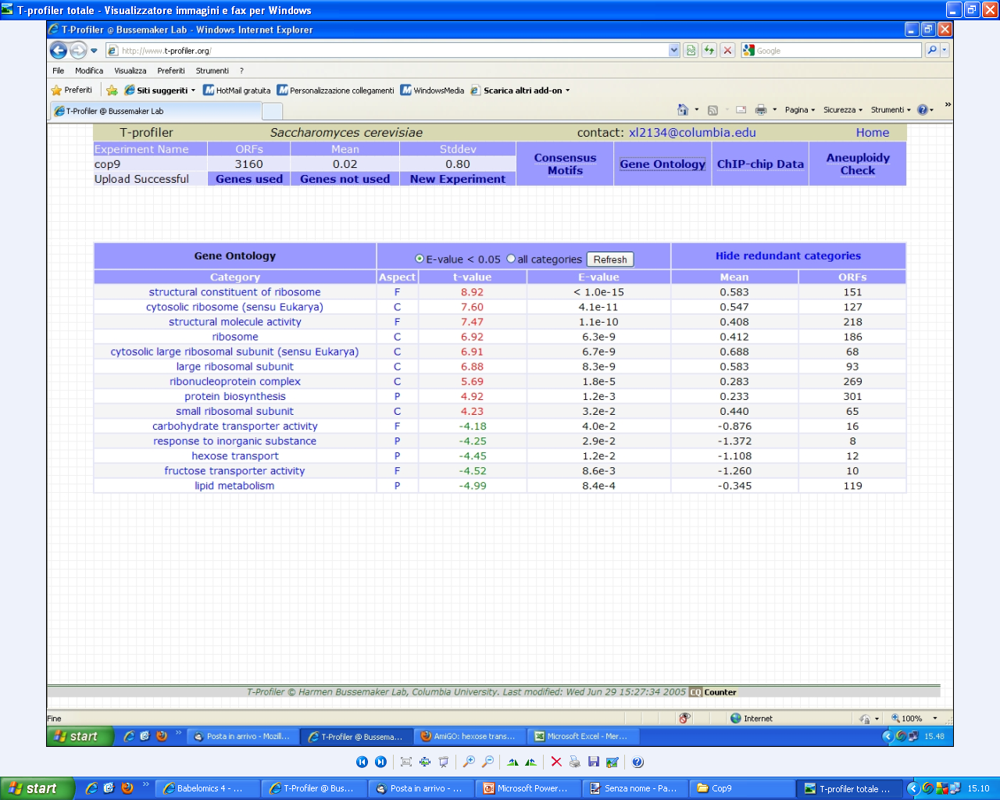 T-profiler totale - Visualizzatore immagini e fax per Windows
T-Profiler @ Bussemaker Lab - Windows Internet Explorer
http://www.t-profiler.org/
Google
File Modifica Visualizza Preferiti Strumenti ?
Preferiti Siti suggeriti HotMail gratuita Personalizzazione collegamenti WindowsMedia Scarica altri add-on
T-Profiler @ Bussemaker Lab Pagina Sicurezza Strumenti
T-profiler Saccharomyces cerevisiae contact: xl2134@columbia.edu Home
Experiment Name ORFs Mean Stddev
cop9 3160 0.02 0.80
Upload Successful Genes used Genes not used New Experiment
Consensus Motifs Gene Ontology ChIP-chip Data Aneuploidy Check
Gene Ontology E-value < 0.05 all categories Refresh Hide redundant categories
Category Aspect t-value E-value Mean ORFs
structural constituent of ribosome F 8.92 < 1.0e-15 0.583 151
cytosolic ribosome (sensu Eukarya) C 7.60 4.1e-11 0.547 127
structural molecule activity F 7.47 1.1e-10 0.408 218
ribosome C 6.92 6.3e-9 0.412 186
cytosolic large ribosomal subunit (sensu Eukarya) C 6.91 6.7e-9 0.688 68
large ribosomal subunit C 6.88 8.3e-9 0.583 93
ribonucleoprotein complex C 5.69 1.8e-5 0.283 269
protein biosynthesis P 4.92 1.2e-3 0.233 301
small ribosomal subunit C 4.23 3.2e-2 0.440 65
carbohydrate transporter activity F -4.18 4.0e-2 -0.876 16
response to inorganic substance P -4.25 2.9e-2 -1.372 8
hexose transport P -4.45 1.2e-2 -1.108 12
fructose transporter activity F -4.52 8.6e-3 -1.260 10
lipid metabolism P -4.99 8.4e-4 -0.345 119
T-Profiler © Harmen Bussemaker Lab, Columbia University. Last modified: Wed Jun 29 15:27:34 2005 CQ Counter
Fine Internet 100%
start Posta in arrivo - Mozill... T-Profiler @ Bussema... AmiGO: hexose trans... Microsoft Excel - Mer... 15.48
start Babelomics 4 - ... T-Profiler @ Bus... Posta in arrivo - ... Microsoft Power... Senza nome - Pa... Cop9 T-profiler totale ... 15.10